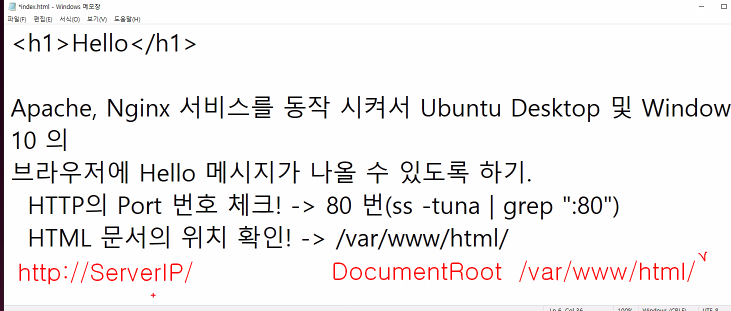 *index.html - Windows 메모장
파일(F) 편집(E) 서식(O) 보기(V) 도움말(H)
<h1>Hello</h1>
Apache, Nginx 서비스를 동작 시켜서 Ubuntu Desktop 및 Window
10 의
브라우저에 Hello 메시지가 나올 수 있도록 하기.
HTTP의 Port 번호 체크! -> 80 번(ss -tuna | grep ":80")
HTML 문서의 위치 확인! -> /var/www/html/
http://ServerIP/ DocumentRoot /var/www/html/
100% Windows (CRLF) UTF-8